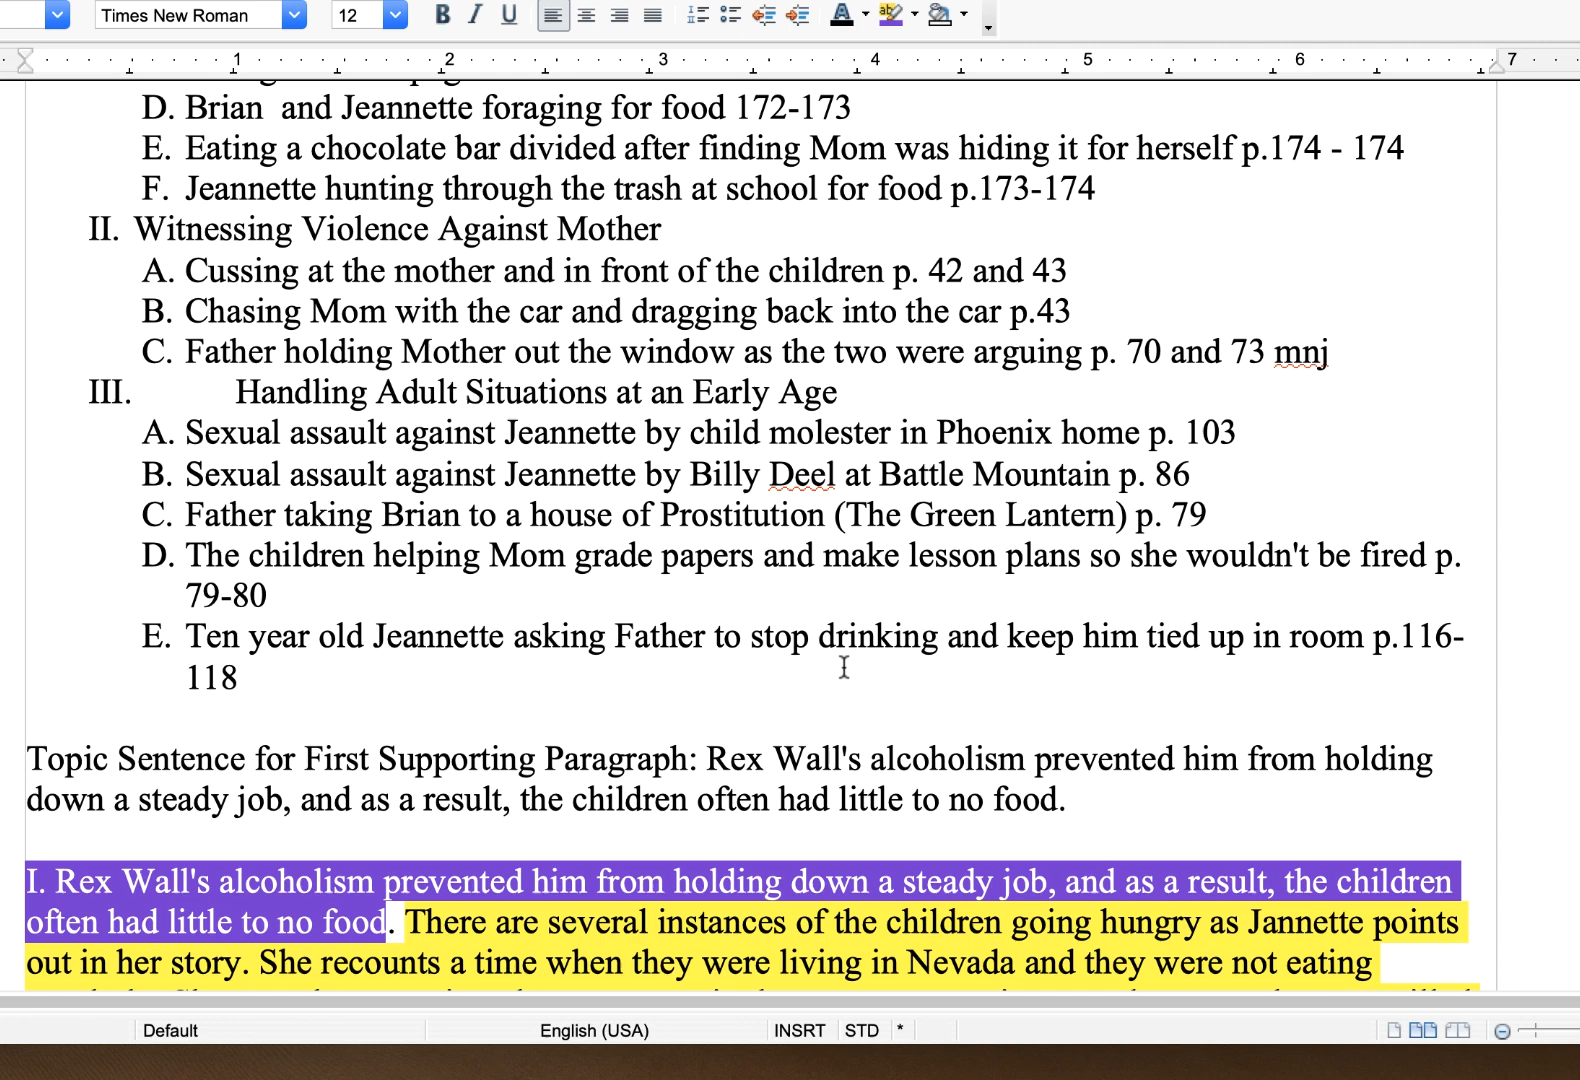 Times New Roman 12 B I U A
1 2 3 4 5 6 7
D. Brian and Jeannette foraging for food 172-173
E. Eating a chocolate bar divided after finding Mom was hiding it for herself p.174 - 174
F. Jeannette hunting through the trash at school for food p.173-174
II. Witnessing Violence Against Mother
A. Cussing at the mother and in front of the children p. 42 and 43
B. Chasing Mom with the car and dragging back into the car p.43
C. Father holding Mother out the window as the two were arguing p. 70 and 73 mnj
III. Handling Adult Situations at an Early Age
A. Sexual assault against Jeannette by child molester in Phoenix home p. 103
B. Sexual assault against Jeannette by Billy Deel at Battle Mountain p. 86
C. Father taking Brian to a house of Prostitution (The Green Lantern) p. 79
D. The children helping Mom grade papers and make lesson plans so she wouldn't be fired p.
79-80
E. Ten year old Jeannette asking Father to stop drinking and keep him tied up in room p.116-
118
Topic Sentence for First Supporting Paragraph: Rex Wall's alcoholism prevented him from holding
down a steady job, and as a result, the children often had little to no food.
I. Rex Wall's alcoholism prevented him from holding down a steady job, and as a result, the children
often had little to no food. There are several instances of the children going hungry as Jannette points
out in her story. She recounts a time when they were living in Nevada and they were not eating
Default English (USA) INSRT STD *